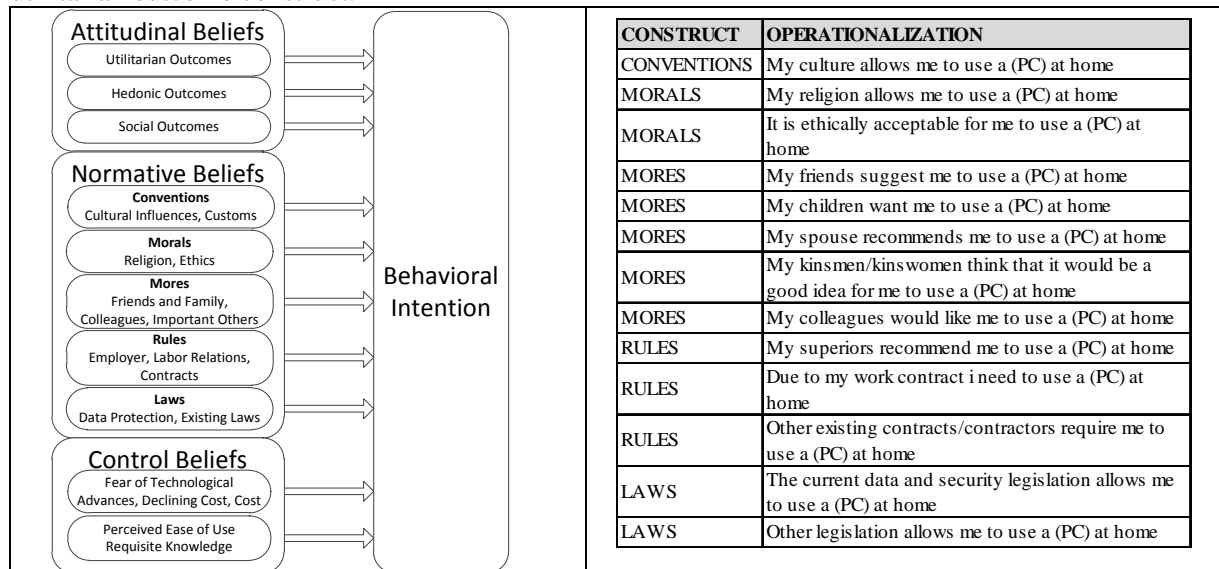 Attitudinal Beliefs
Utilitarian Outcomes
Hedonic Outcomes
Social Outcomes
Normative Beliefs
Conventions
Cultural Influences, Customs
Morals
Religion, Ethics
Mores
Friends and Family,
Colleagues, Important Others
Rules
Employer, Labor Relations,
Contracts
Laws
Data Protection, Existing Laws
Control Beliefs
Fear of Technological
Advances, Declining Cost, Cost
Perceived Ease of Use
Requisite Knowledge
Behavioral
Intention
CONSTRUCT OPERATIONALIZATION
CONVENTIONS My culture allows me to use a (PC) at home
MORALS My religion allows me to use a (PC) at home
MORALS It is ethically acceptable for me to use a (PC) at
home
MORES My friends suggest me to use a (PC) at home
MORES My children want me to use a (PC) at home
MORES My spouse recommends me to use a (PC) at home
MORES My kinsmen/kinswomen think that it would be a
good idea for me to use a (PC) at home
MORES My colleagues would like me to use a (PC) at home
RULES My superiors recommend me to use a (PC) at home
RULES Due to my work contract i need to use a (PC) at
home
RULES Other existing contracts/contractors require me to
use a (PC) at home
LAWS The current data and security legislation allows me
to use a (PC) at home
LAWS Other legislation allows me to use a (PC) at home